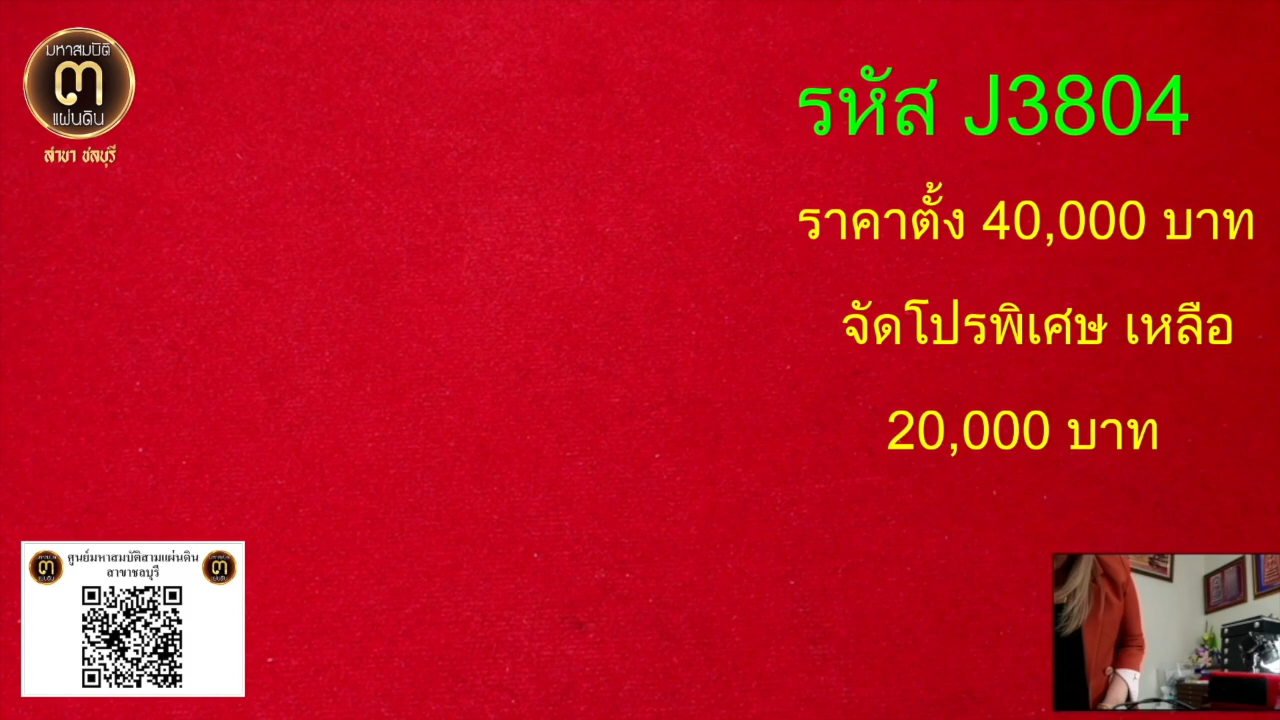 มหาสมบัติ
๓
แผ่นดิน
สาขา ชลบุรี
รหัส J3804
ราคาตั้ง 40,000 บาท
จัดโปรพิเศษ เหลือ
20,000 บาท
ศูนย์มหาสมบัติสามแผ่นดิน
สาขาชลบุรี